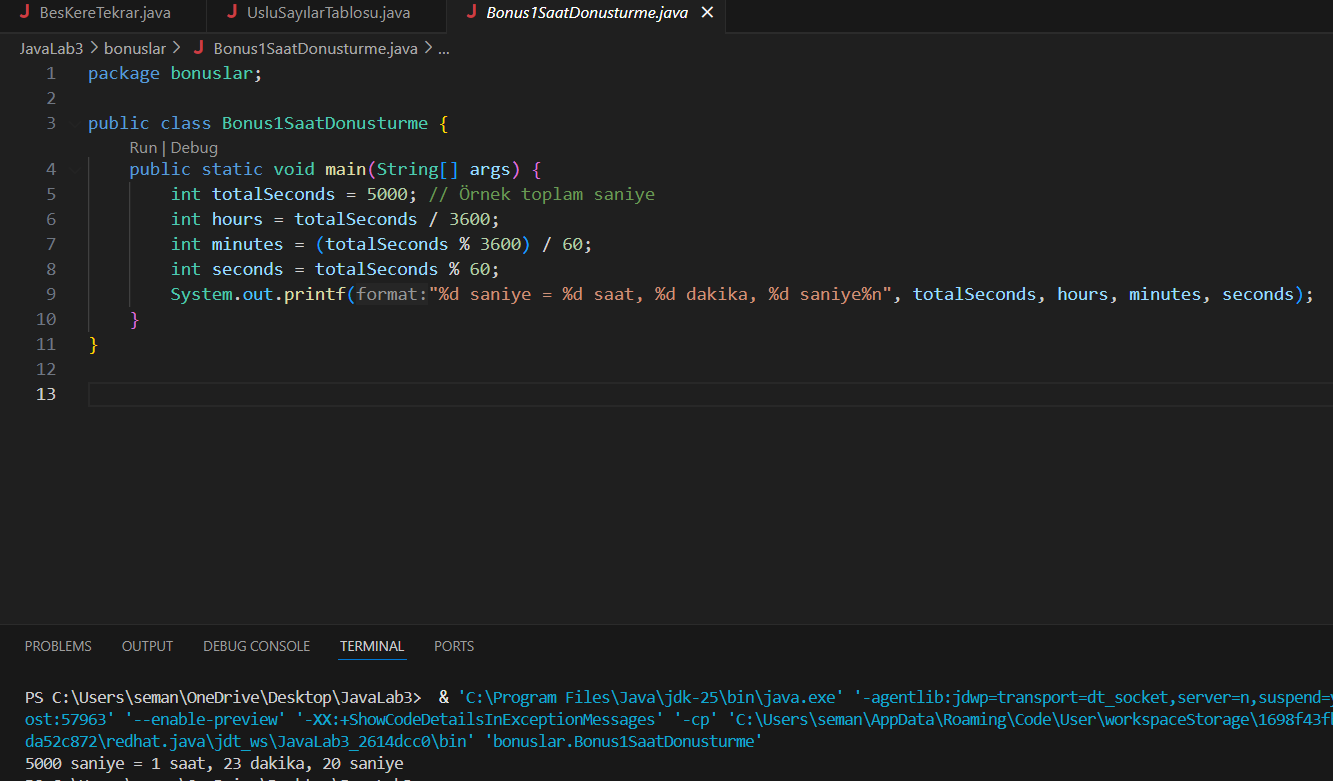 BesKereTekrar.java UsluSayılarTablosu.java Bonus1SaatDonusturme.java
JavaLab3 > bonuslar > Bonus1SaatDonusturme.java > ...
1 package bonuslar;
2
3 public class Bonus1SaatDonusturme {
Run | Debug
4 public static void main(String[] args) {
5 int totalSeconds = 5000; // Örnek toplam saniye
6 int hours = totalSeconds / 3600;
7 int minutes = (totalSeconds % 3600) / 60;
8 int seconds = totalSeconds % 60;
9 System.out.printf(format:"%d saniye = %d saat, %d dakika, %d saniye%n", totalSeconds, hours, minutes, seconds);
10 }
11 }
12
13
PROBLEMS OUTPUT DEBUG CONSOLE TERMINAL PORTS
PS C:\Users\seman\OneDrive\Desktop\JavaLab3> & 'C:\Program Files\Java\jdk-25\bin\java.exe' '-agentlib:jdwp=transport=dt_socket,server=n,suspend=
ost:57963' '--enable-preview' '-XX:+ShowCodeDetailsInExceptionMessages' '-cp' 'C:\Users\seman\AppData\Roaming\Code\User\workspaceStorage\1698f43f
da52c872\redhat.java\jdt_ws\JavaLab3_2614dcc0\bin' 'bonuslar.Bonus1SaatDonusturme'
5000 saniye = 1 saat, 23 dakika, 20 saniye